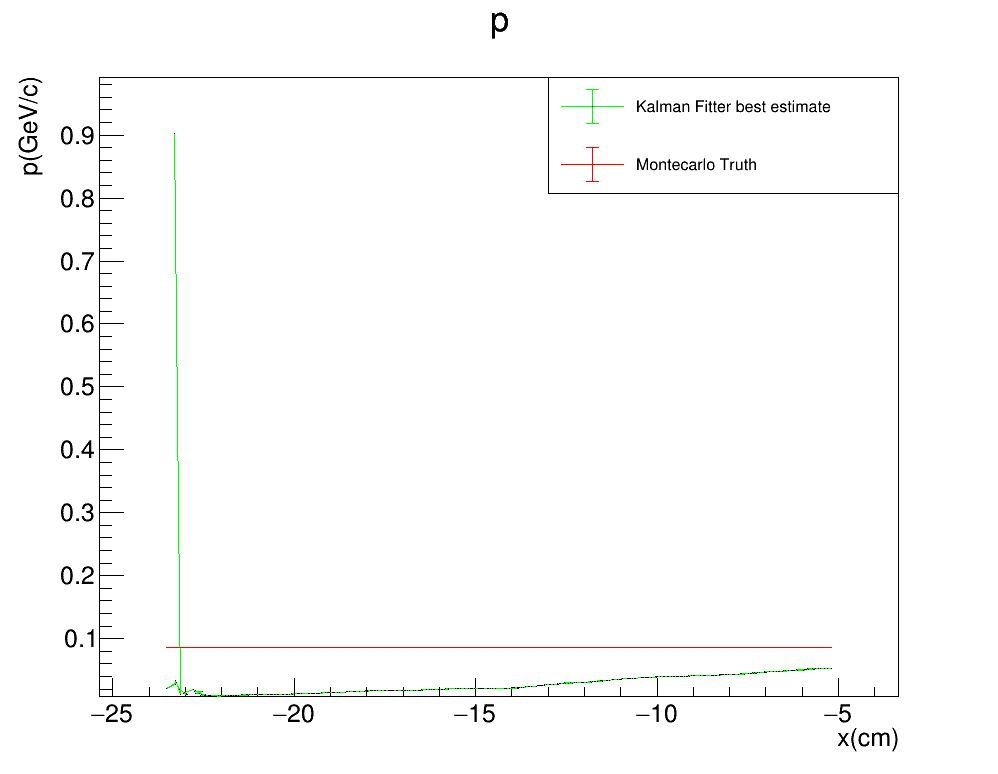 p
p(GeV/c)
Kalman Fitter best estimate
Montecarlo Truth
0.9
0.8
0.7
0.6
0.5
0.4
0.3
0.2
0.1
−25 −20 −15 −10 −5
x(cm)